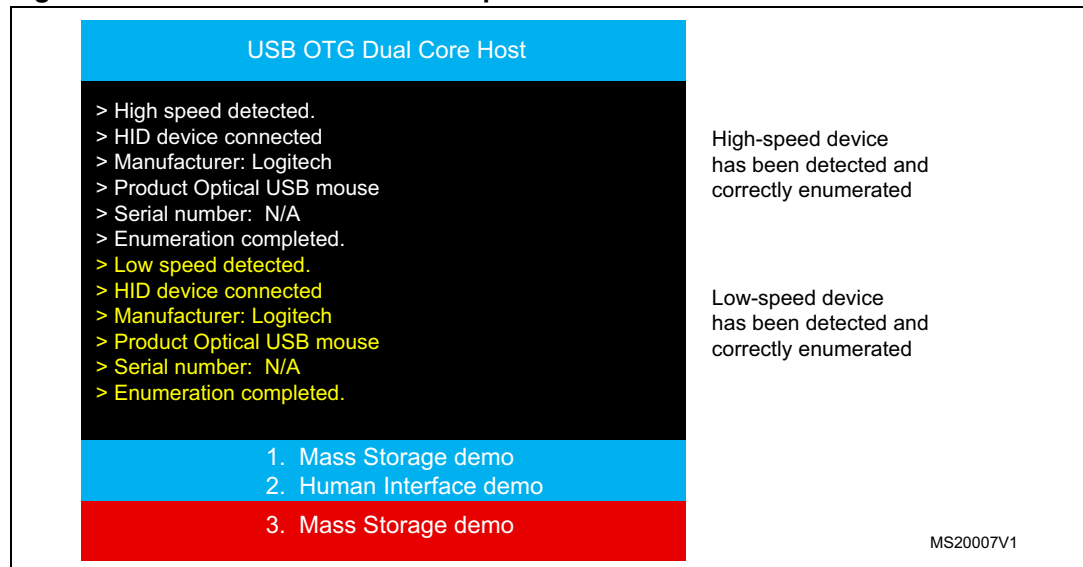 USB OTG Dual Core Host
> High speed detected.
> HID device connected
> Manufacturer: Logitech
> Product Optical USB mouse
> Serial number: N/A
> Enumeration completed.
> Low speed detected.
> HID device connected
> Manufacturer: Logitech
> Product Optical USB mouse
> Serial number: N/A
> Enumeration completed.
High-speed device
has been detected and
correctly enumerated
Low-speed device
has been detected and
correctly enumerated
1. Mass Storage demo
2. Human Interface demo
3. Mass Storage demo
MS20007V1